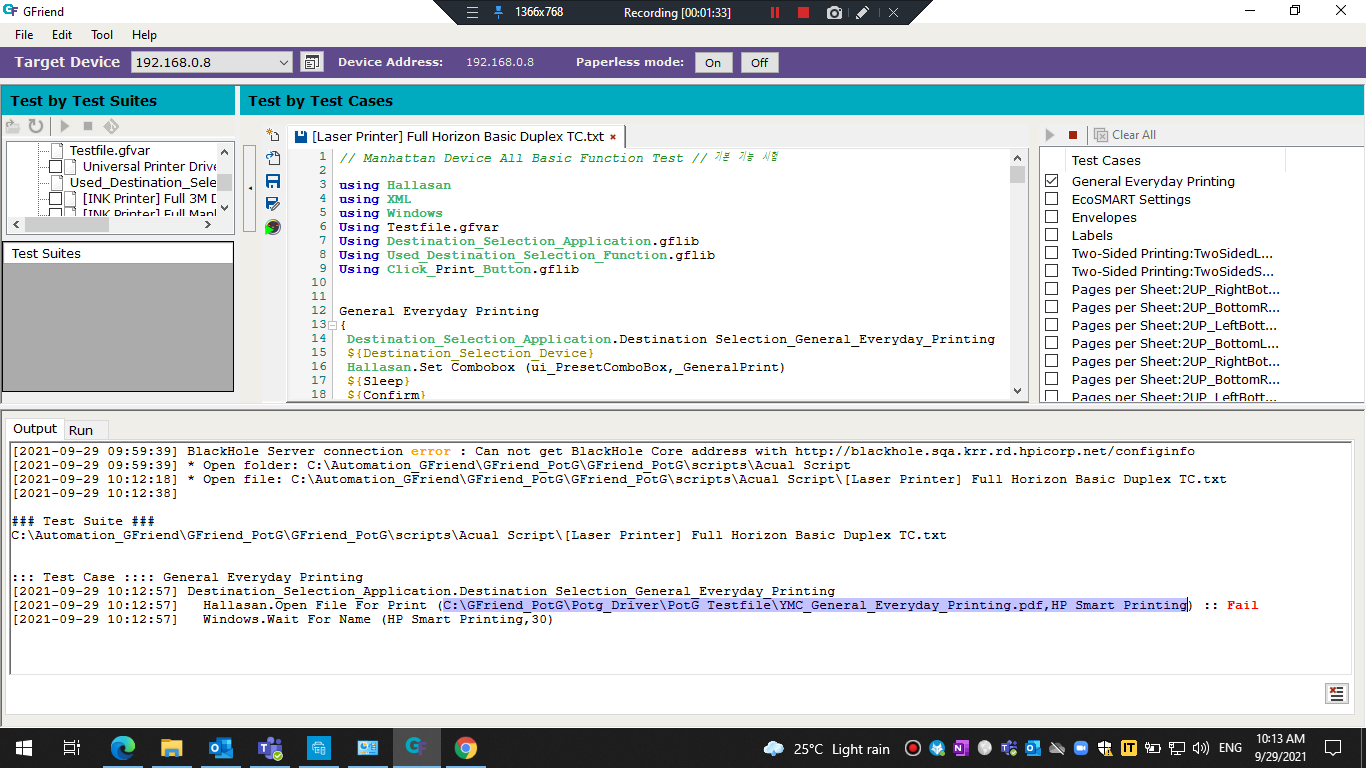 GFriend
1366x768
Recording [00:01:33]
File Edit Tool Help
Target Device 192.168.0.8 Device Address: 192.168.0.8 Paperless mode: On Off
Test by Test Suites
Test by Test Cases
Testfile.gfvar
Universal Printer Drive
Used_Destination_Sele
[INK Printer] Full 3M D
[INK Printer] Full Man
Test Suites
[Laser Printer] Full Horizon Basic Duplex TC.txt ×
1 // Manhattan Device All Basic Function Test // 기본 기능 시험
2
3 using Hallasan
4 using XML
5 using Windows
6 Using Testfile.gfvar
7 Using Destination_Selection_Application.gflib
8 Using Used_Destination_Selection_Function.gflib
9 Using Click_Print_Button.gflib
10
11
12 General Everyday Printing
13 {
14 Destination_Selection_Application.Destination Selection_General_Everyday_Printing
15 ${Destination_Selection_Device}
16 Hallasan.Set Combobox (ui_PresetComboBox,_GeneralPrint)
17 ${Sleep}
18 ${Confirm}
Clear All
Test Cases
General Everyday Printing
EcoSMART Settings
Envelopes
Labels
Two-Sided Printing:TwoSidedL...
Two-Sided Printing:TwoSidedS...
Pages per Sheet:2UP_RightBot...
Pages per Sheet:2UP_BottomR...
Pages per Sheet:2UP_LeftBott...
Pages per Sheet:2UP_BottomL...
Pages per Sheet:2UP_RightBot...
Pages per Sheet:2UP_BottomR...
Pages per Sheet:2UP_LeftBott...
Output Run
[2021-09-29 09:59:39] BlackHole Server connection error : Can not get BlackHole Core address with http://blackhole.sqa.krr.rd.hpicorp.net/configinfo
[2021-09-29 09:59:39] * Open folder: C:\Automation_GFriend\GFriend_PotG\GFriend_PotG\scripts\Acual Script
[2021-09-29 10:12:18] * Open file: C:\Automation_GFriend\GFriend_PotG\GFriend_PotG\scripts\Acual Script\[Laser Printer] Full Horizon Basic Duplex TC.txt
[2021-09-29 10:12:38]
### Test Suite ###
C:\Automation_GFriend\GFriend_PotG\GFriend_PotG\scripts\Acual Script\[Laser Printer] Full Horizon Basic Duplex TC.txt
::: Test Case :::: General Everyday Printing
[2021-09-29 10:12:57] Destination_Selection_Application.Destination Selection_General_Everyday_Printing
[2021-09-29 10:12:57] Hallasan.Open File For Print (C:\GFriend_PotG\Potg_Driver\PotG Testfile\YMC_General_Everyday_Printing.pdf,HP Smart Printing) :: Fail
[2021-09-29 10:12:57] Windows.Wait For Name (HP Smart Printing,30)
25°C Light rain
ENG
10:13 AM
9/29/2021